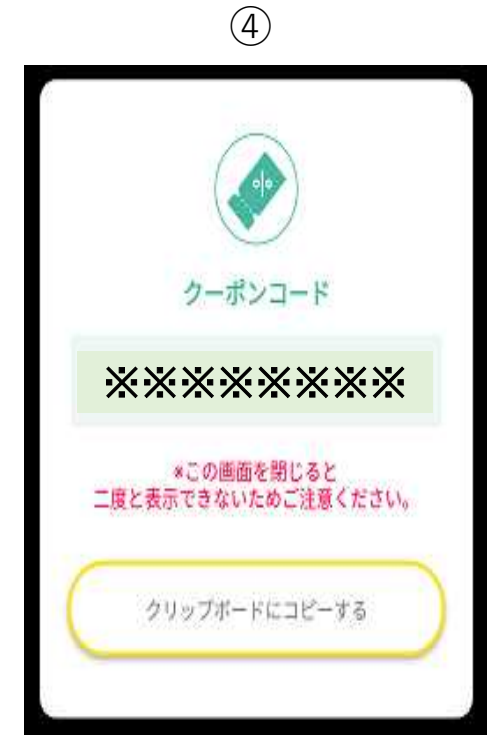 ④
クーポンコード
※※※※※※※※
※この画面を閉じると
二度と表示できないためご注意ください。
クリップボードにコピーする